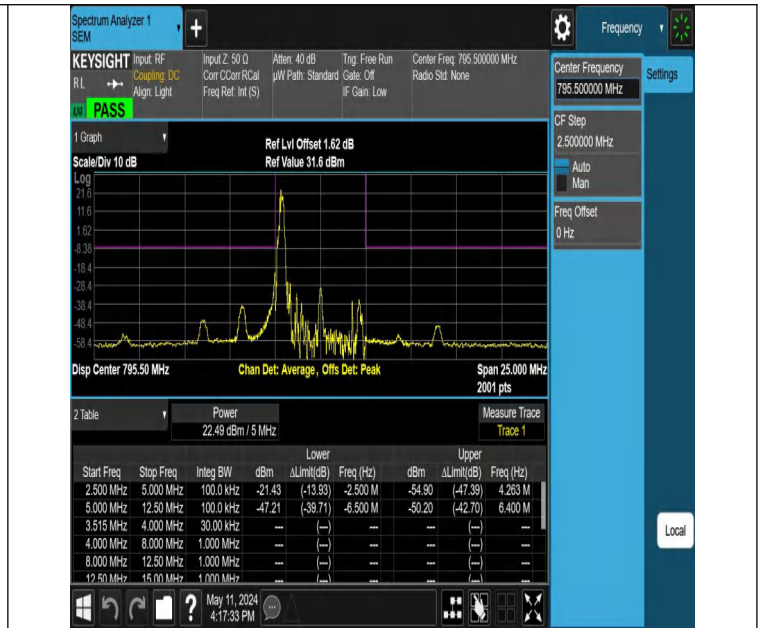 Spectrum Analyzer 1
SEM
Frequency
KEYSIGHT
RL
PASS
Input: RF
Coupling: DC
Align: Light
Input Z: 50 Ω
Corr CCorr RCal
Freq Ref: Int (S)
Atten: 40 dB
µW Path: Standard
Trig: Free Run
Gate: Off
IF Gain: Low
Center Freq: 795.500000 MHz
Radio Std: None
Center Frequency
795.500000 MHz
Settings
CF Step
2.500000 MHz
Auto
Man
Freq Offset
0 Hz
Local
1 Graph
Scale/Div 10 dB
Ref Lvl Offset 1.62 dB
Ref Value 31.6 dBm
Log
21.6
11.6
1.62
-8.38
-18.4
-28.4
-38.4
-48.4
-58.4
Disp Center 795.50 MHz
Chan Det: Average , Offs Det: Peak
Span 25.000 MHz
2001 pts
2 Table
Power
22.49 dBm / 5 MHz
Measure Trace
Trace 1
Lower Upper
Start Freq Stop Freq Integ BW dBm ΔLimit(dB) Freq (Hz) dBm ΔLimit(dB) Freq (Hz)
2.500 MHz 5.000 MHz 100.0 kHz -21.43 (-13.93) -2.500 M -54.90 (-47.39) 4.263 M
5.000 MHz 12.50 MHz 100.0 kHz -47.21 (-39.71) -6.500 M -50.20 (-42.70) 6.400 M
3.515 MHz 4.000 MHz 30.00 kHz --- (---) --- --- (---) ---
4.000 MHz 8.000 MHz 1.000 MHz --- (---) --- --- (---) ---
8.000 MHz 12.50 MHz 1.000 MHz --- (---) --- --- (---) ---
12.50 MHz 15.00 MHz 1.000 MHz --- (---) --- --- (---) ---
?
May 11, 2024
4:17:33 PM